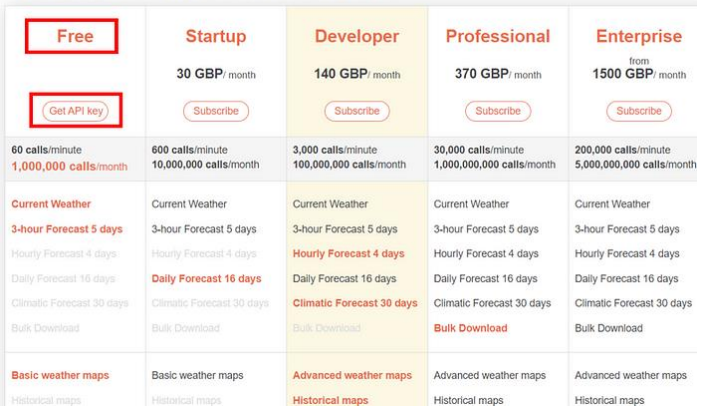 Free
Startup
Developer
Professional
Enterprise
30 GBP/ month
140 GBP/ month
370 GBP/ month
from
1500 GBP/ month
Get API key
Subscribe
Subscribe
Subscribe
Subscribe
60 calls/minute
1,000,000 calls/month
600 calls/minute
10,000,000 calls/month
3,000 calls/minute
100,000,000 calls/month
30,000 calls/minute
1,000,000,000 calls/month
200,000 calls/minute
5,000,000,000 calls/month
Current Weather
3-hour Forecast 5 days
Hourly Forecast 4 days
Daily Forecast 16 days
Climatic Forecast 30 days
Bulk Download
Current Weather
3-hour Forecast 5 days
Hourly Forecast 4 days
Daily Forecast 16 days
Climatic Forecast 30 days
Bulk Download
Current Weather
3-hour Forecast 5 days
Hourly Forecast 4 days
Daily Forecast 16 days
Climatic Forecast 30 days
Bulk Download
Current Weather
3-hour Forecast 5 days
Hourly Forecast 4 days
Daily Forecast 16 days
Climatic Forecast 30 days
Bulk Download
Current Weather
3-hour Forecast 5 days
Hourly Forecast 4 days
Daily Forecast 16 days
Climatic Forecast 30 days
Bulk Download
Basic weather maps
Historical maps
Basic weather maps
Historical maps
Advanced weather maps
Historical maps
Advanced weather maps
Historical maps
Advanced weather maps
Historical maps